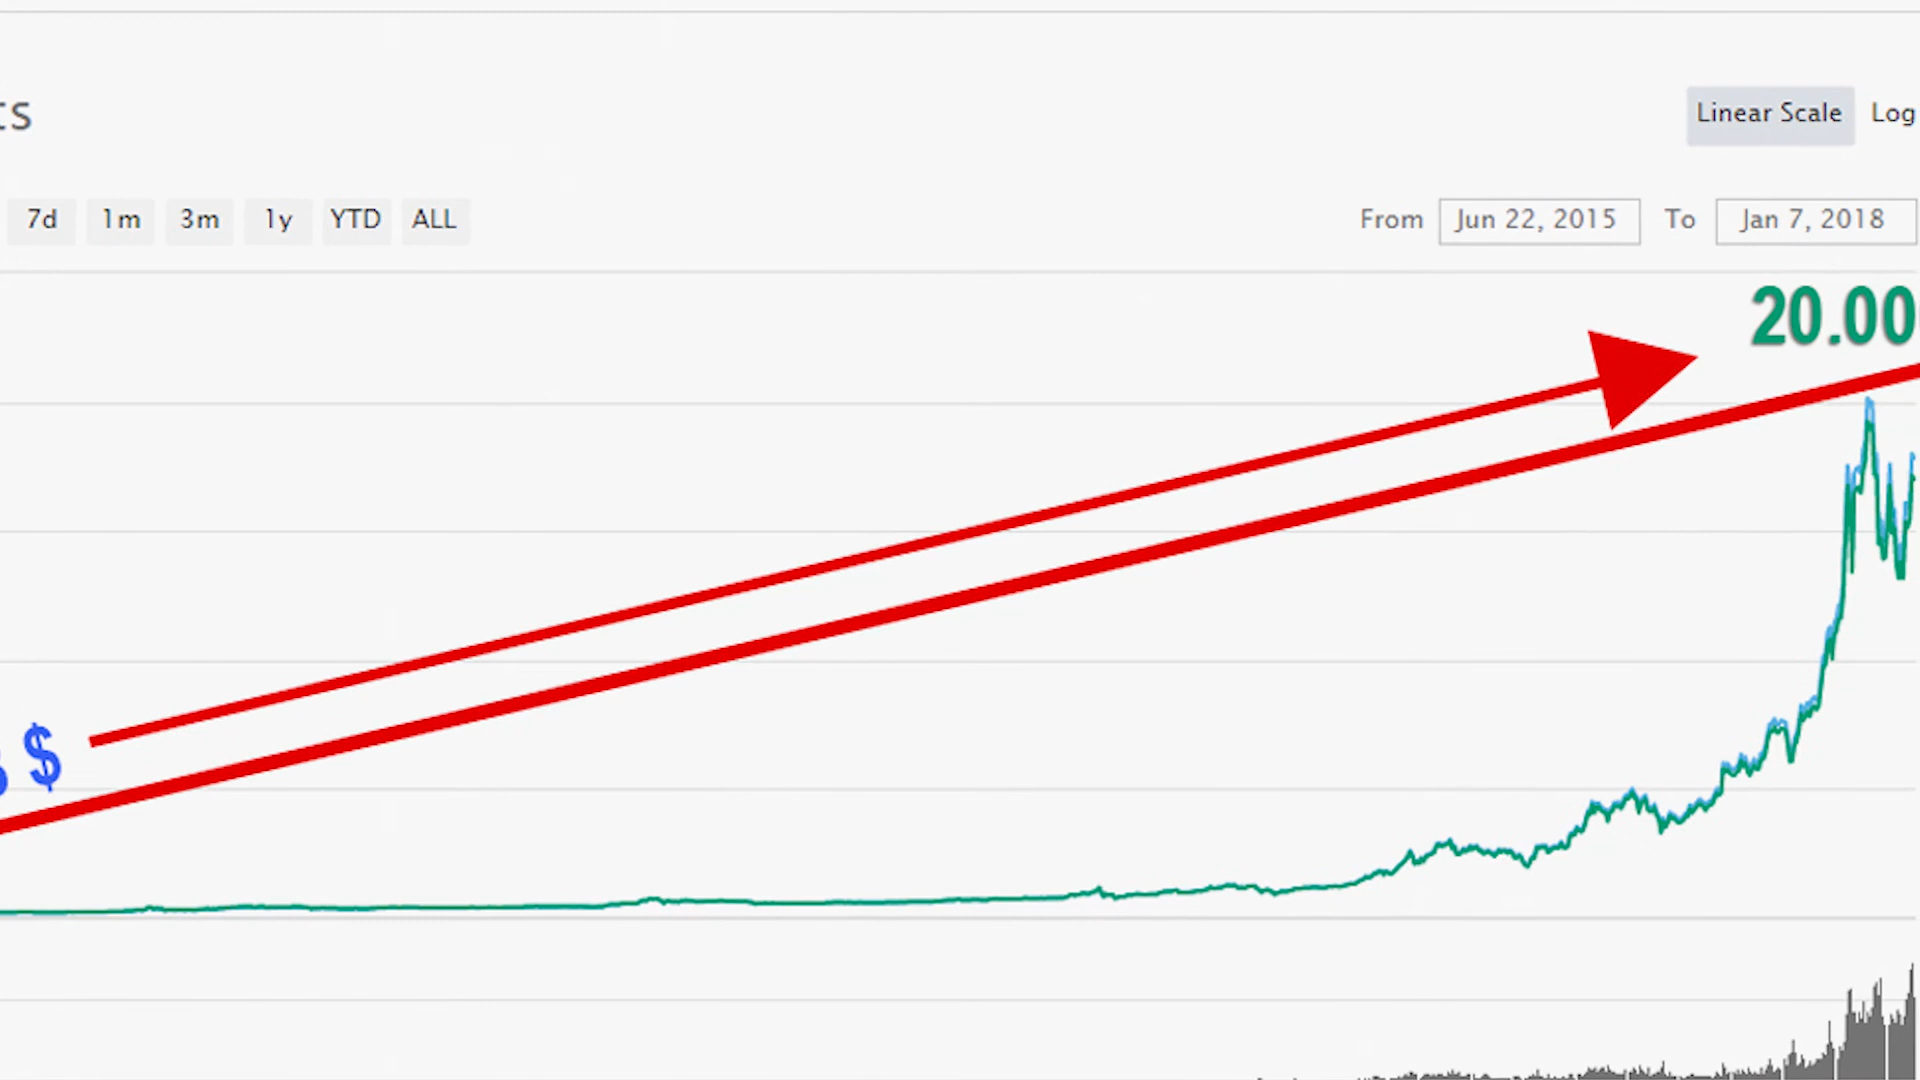 Linear Scale Log
7d 1m 3m 1y YTD ALL
From Jun 22, 2015 To Jan 7, 2018
20.00
$